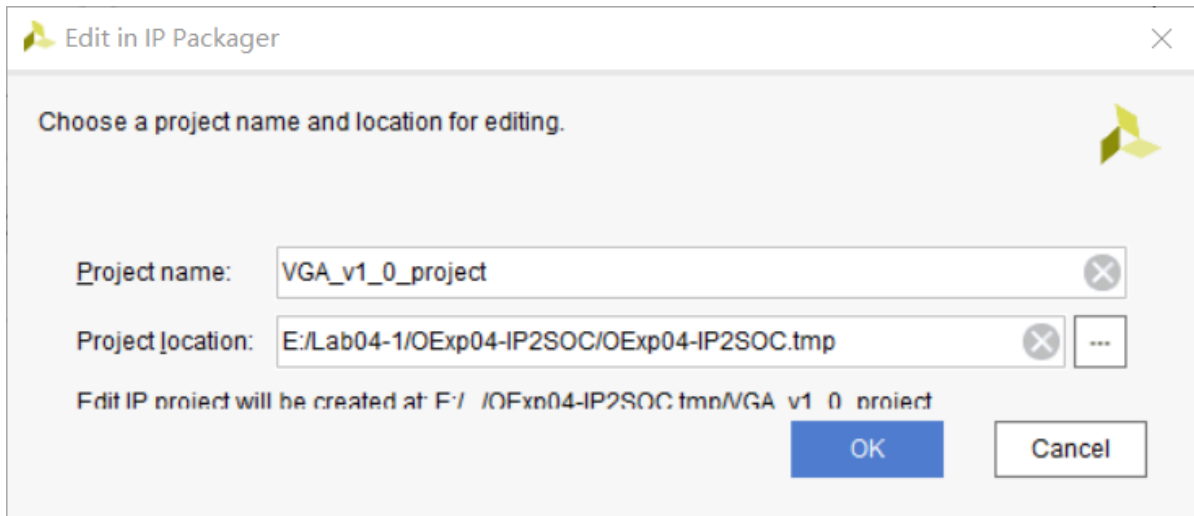 Edit in IP Packager
Choose a project name and location for editing.
Project name: VGA_v1_0_project
Project location: E:/Lab04-1/OExp04-IP2SOC/OExp04-IP2SOC.tmp ...
Edit IP project will be created at: E:/_/OExp04-IP2SOC.tmp/VGA_v1_0_project
OK Cancel